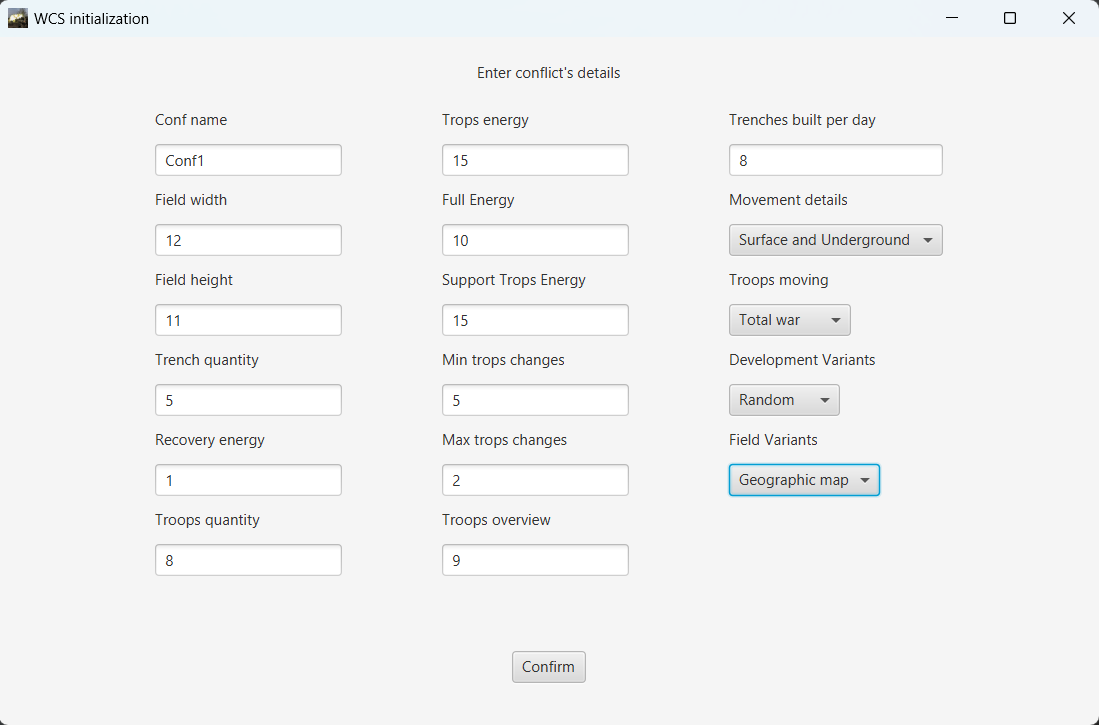 WCS initialization
Enter conflict's details
Conf name
Conf1
Field width
12
Field height
11
Trench quantity
5
Recovery energy
1
Troops quantity
8
Trops energy
15
Full Energy
10
Support Trops Energy
15
Min trops changes
5
Max trops changes
2
Troops overview
9
Trenches built per day
8
Movement details
Surface and Underground
Troops moving
Total war
Development Variants
Random
Field Variants
Geographic map
Confirm